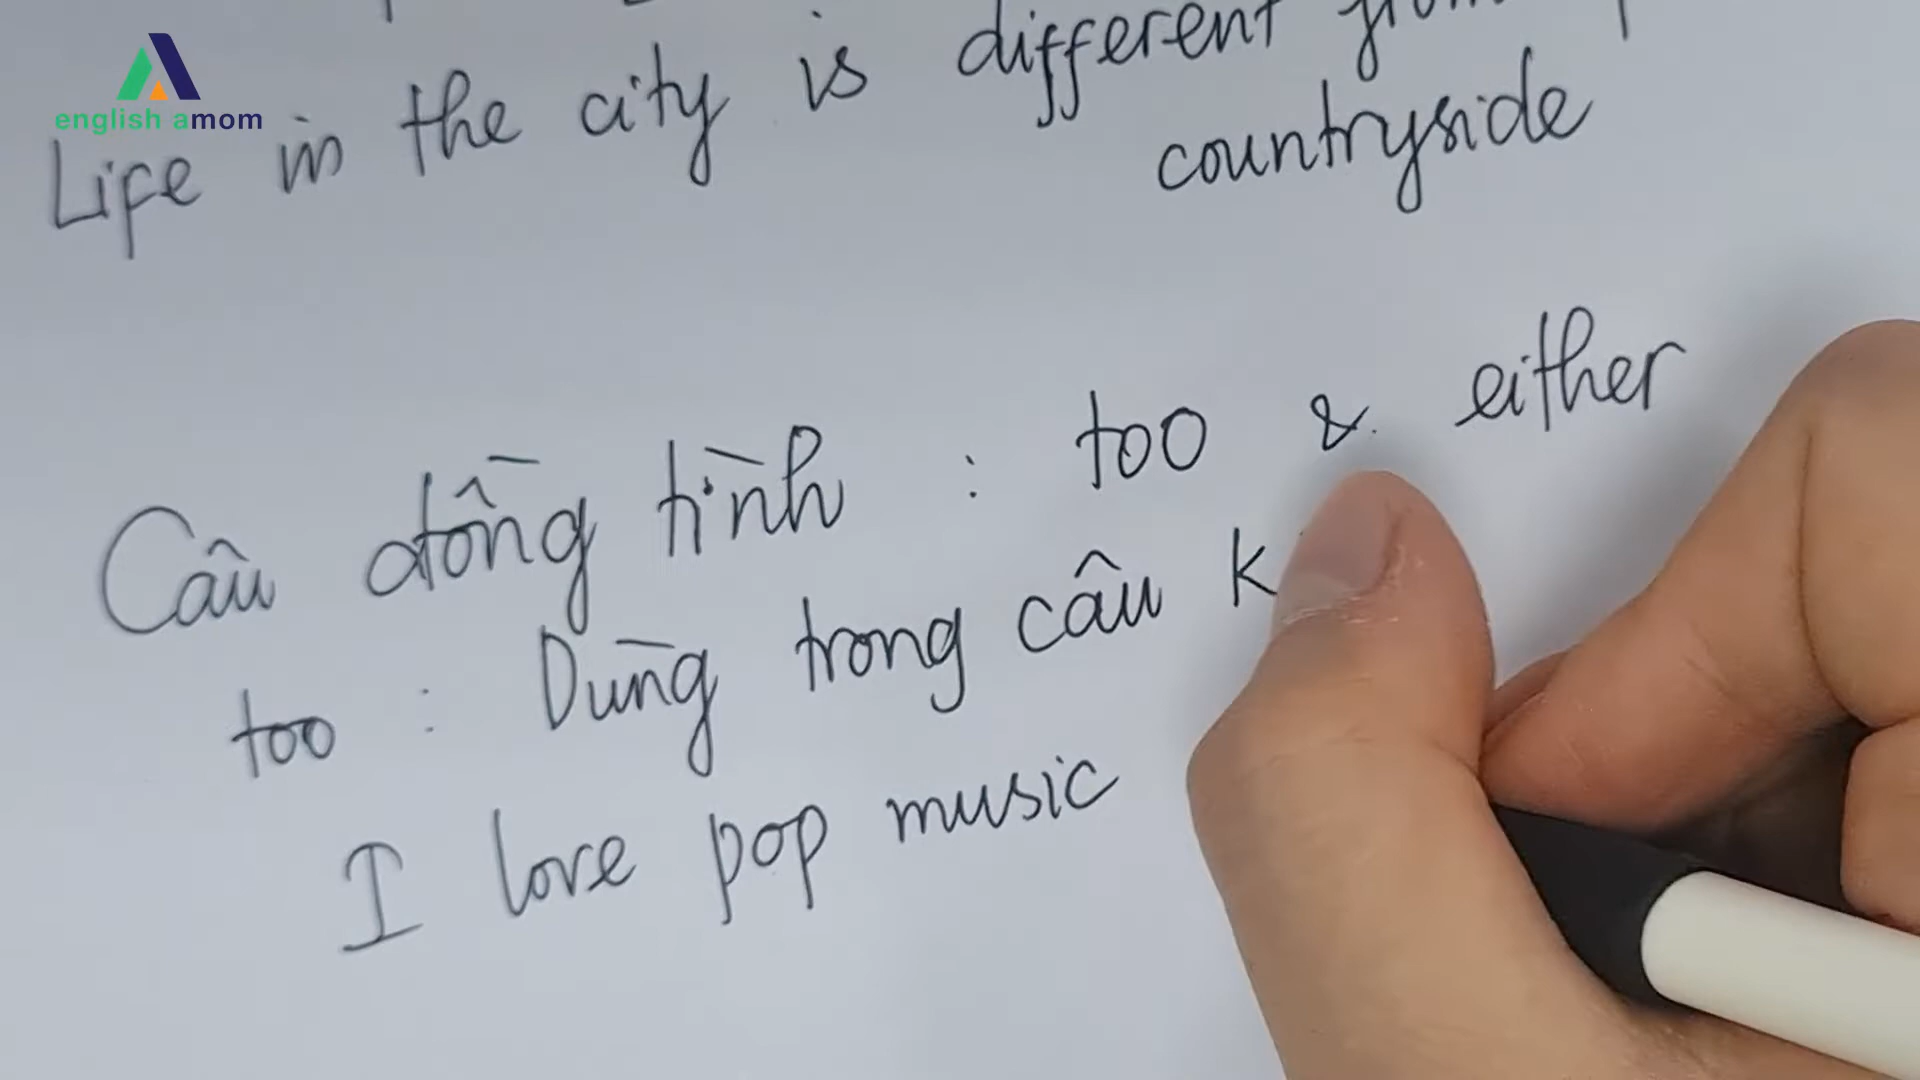 english amom
Life in the city is different from
countryside
Câu đồng tình : too & either
too : Dùng trong câu k
I love pop music